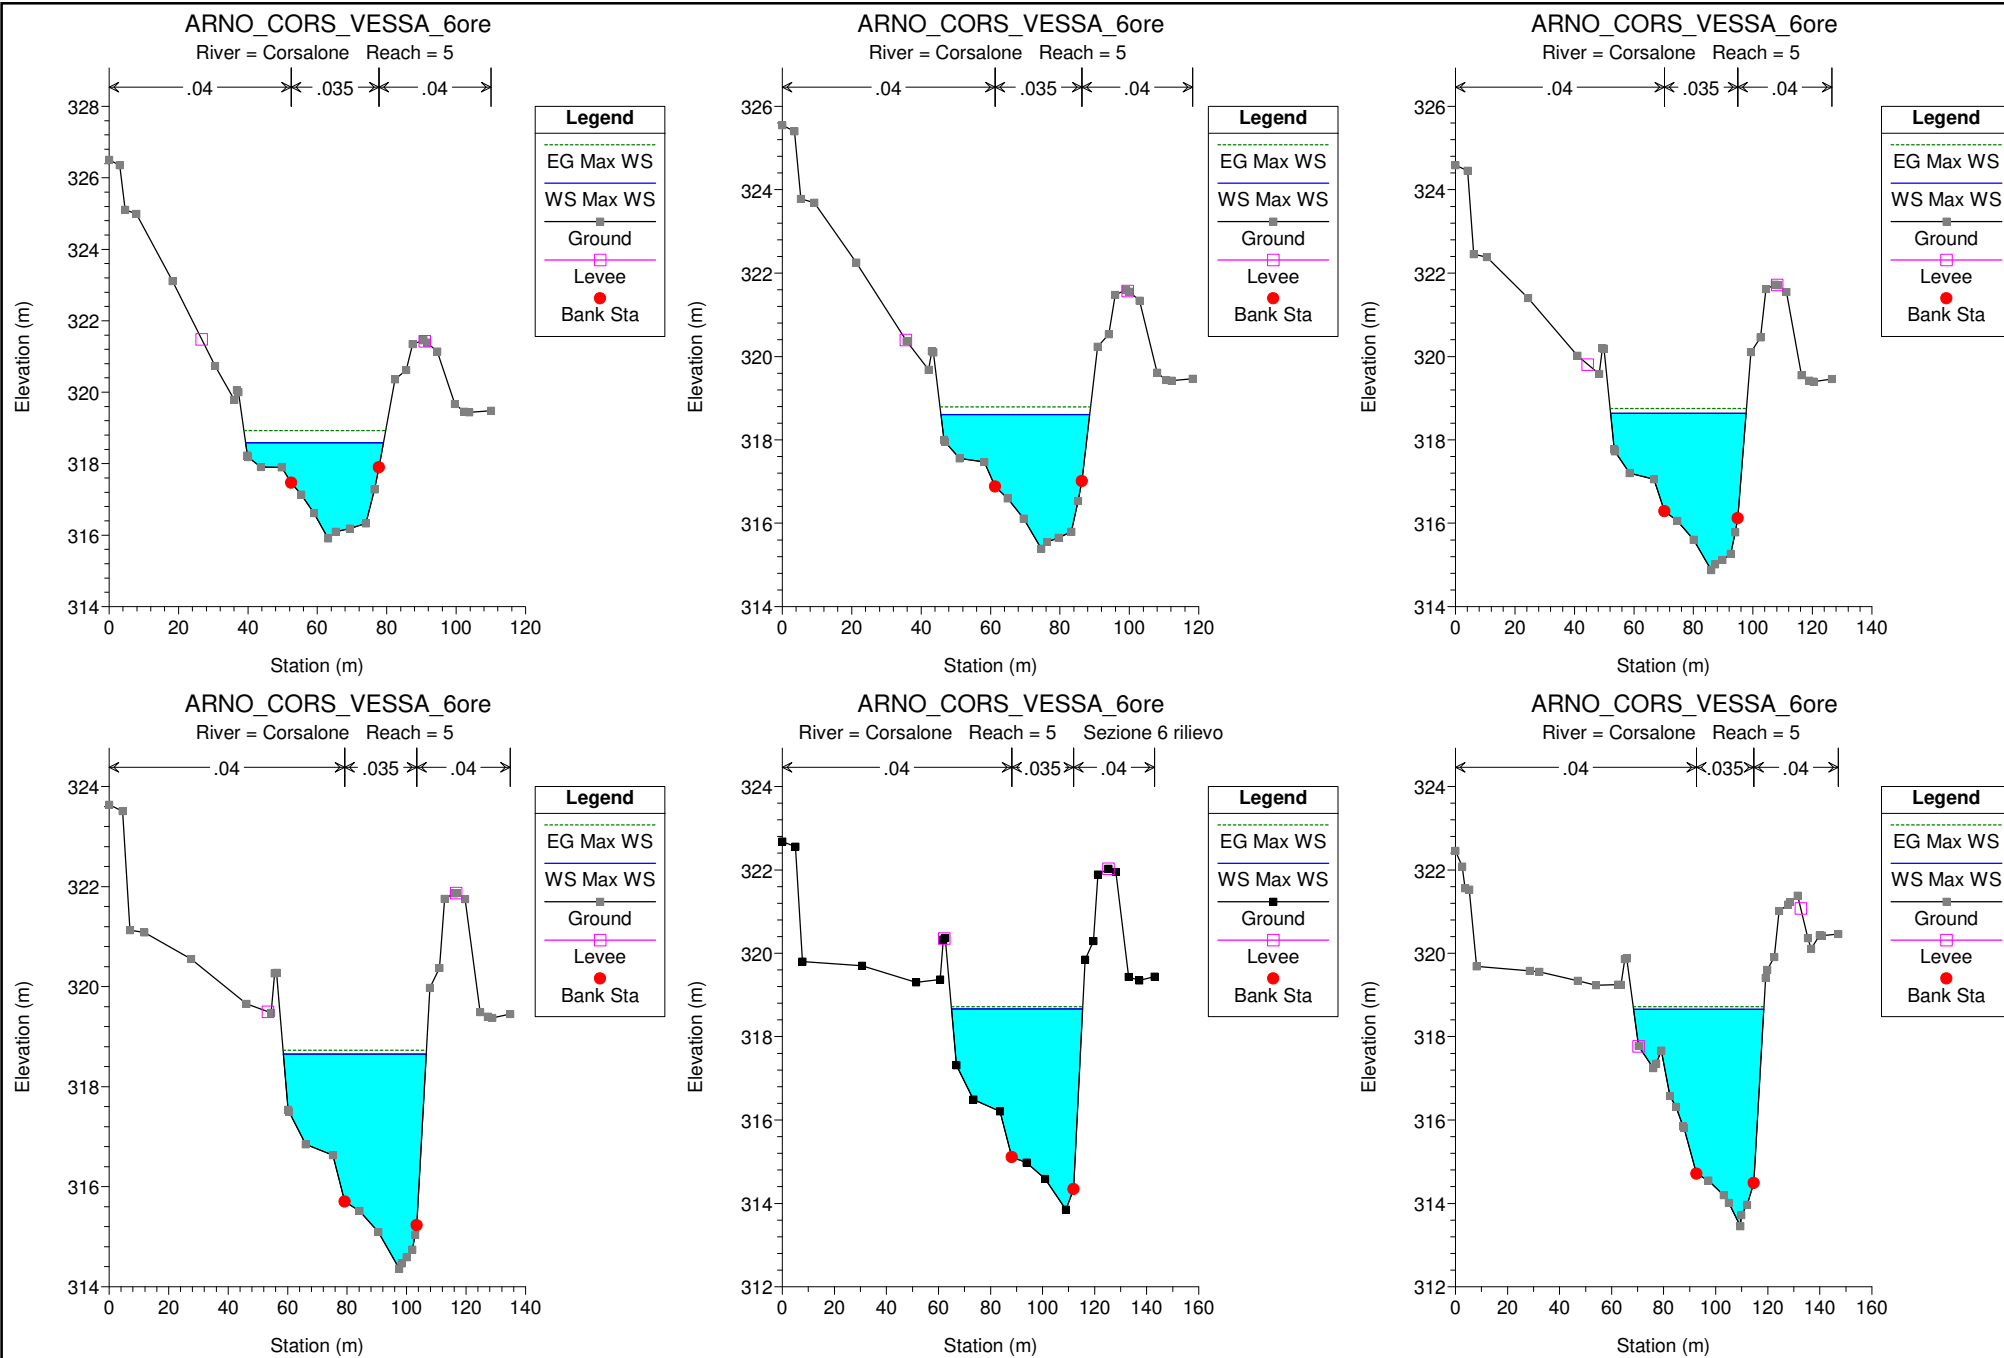 ARNO_CORS_VESSA_6ore
River = Corsalone   Reach = 5
.04 .035 .04
Legend
EG Max WS
WS Max WS
Ground
Levee
Bank Sta
Elevation (m)
328
326
324
322
320
318
316
314
0 20 40 60 80 100 120
Station (m)
ARNO_CORS_VESSA_6ore
River = Corsalone   Reach = 5
.04 .035 .04
Legend
EG Max WS
WS Max WS
Ground
Levee
Bank Sta
Elevation (m)
326
324
322
320
318
316
314
0 20 40 60 80 100 120
Station (m)
ARNO_CORS_VESSA_6ore
River = Corsalone   Reach = 5
.04 .035 .04
Legend
EG Max WS
WS Max WS
Ground
Levee
Bank Sta
Elevation (m)
326
324
322
320
318
316
314
0 20 40 60 80 100 120 140
Station (m)
ARNO_CORS_VESSA_6ore
River = Corsalone   Reach = 5
.04 .035 .04
Legend
EG Max WS
WS Max WS
Ground
Levee
Bank Sta
Elevation (m)
324
322
320
318
316
314
0 20 40 60 80 100 120 140
Station (m)
ARNO_CORS_VESSA_6ore
River = Corsalone   Reach = 5   Sezione 6 rilievo
.04 .035 .04
Legend
EG Max WS
WS Max WS
Ground
Levee
Bank Sta
Elevation (m)
324
322
320
318
316
314
312
0 20 40 60 80 100 120 140 160
Station (m)
ARNO_CORS_VESSA_6ore
River = Corsalone   Reach = 5
.04 .035 .04
Legend
EG Max WS
WS Max WS
Ground
Levee
Bank Sta
Elevation (m)
324
322
320
318
316
314
312
0 20 40 60 80 100 120 140 160
Station (m)